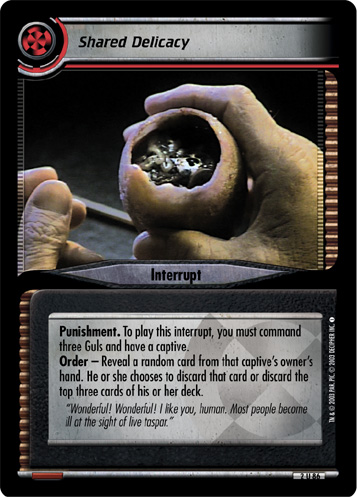 Shared Delicacy
Interrupt
Punishment. To play this interrupt, you must command
three Guls and have a captive.
Order – Reveal a random card from that captive's owner's
hand. He or she chooses to discard that card or discard the
top three cards of his or her deck.
"Wonderful! Wonderful! I like you, human. Most people become
ill at the sight of live taspar."
TM & © 2003 PAR. PIC. © 2003 DECIPHER INC.
2 U 86